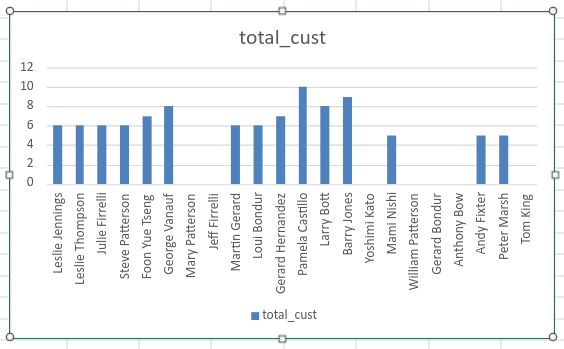 total_cust
12
10
8
6
4
2
0
Leslie Jennings
Leslie Thompson
Julie Firrelli
Steve Patterson
Foon Yue Tseng
George Vanauf
Mary Patterson
Jeff Firrelli
Martin Gerard
Loui Bondur
Gerard Hernandez
Pamela Castillo
Larry Bott
Barry Jones
Yoshimi Kato
Mami Nishi
William Patterson
Gerard Bondur
Anthony Bow
Andy Fixter
Peter Marsh
Tom King
total_cust